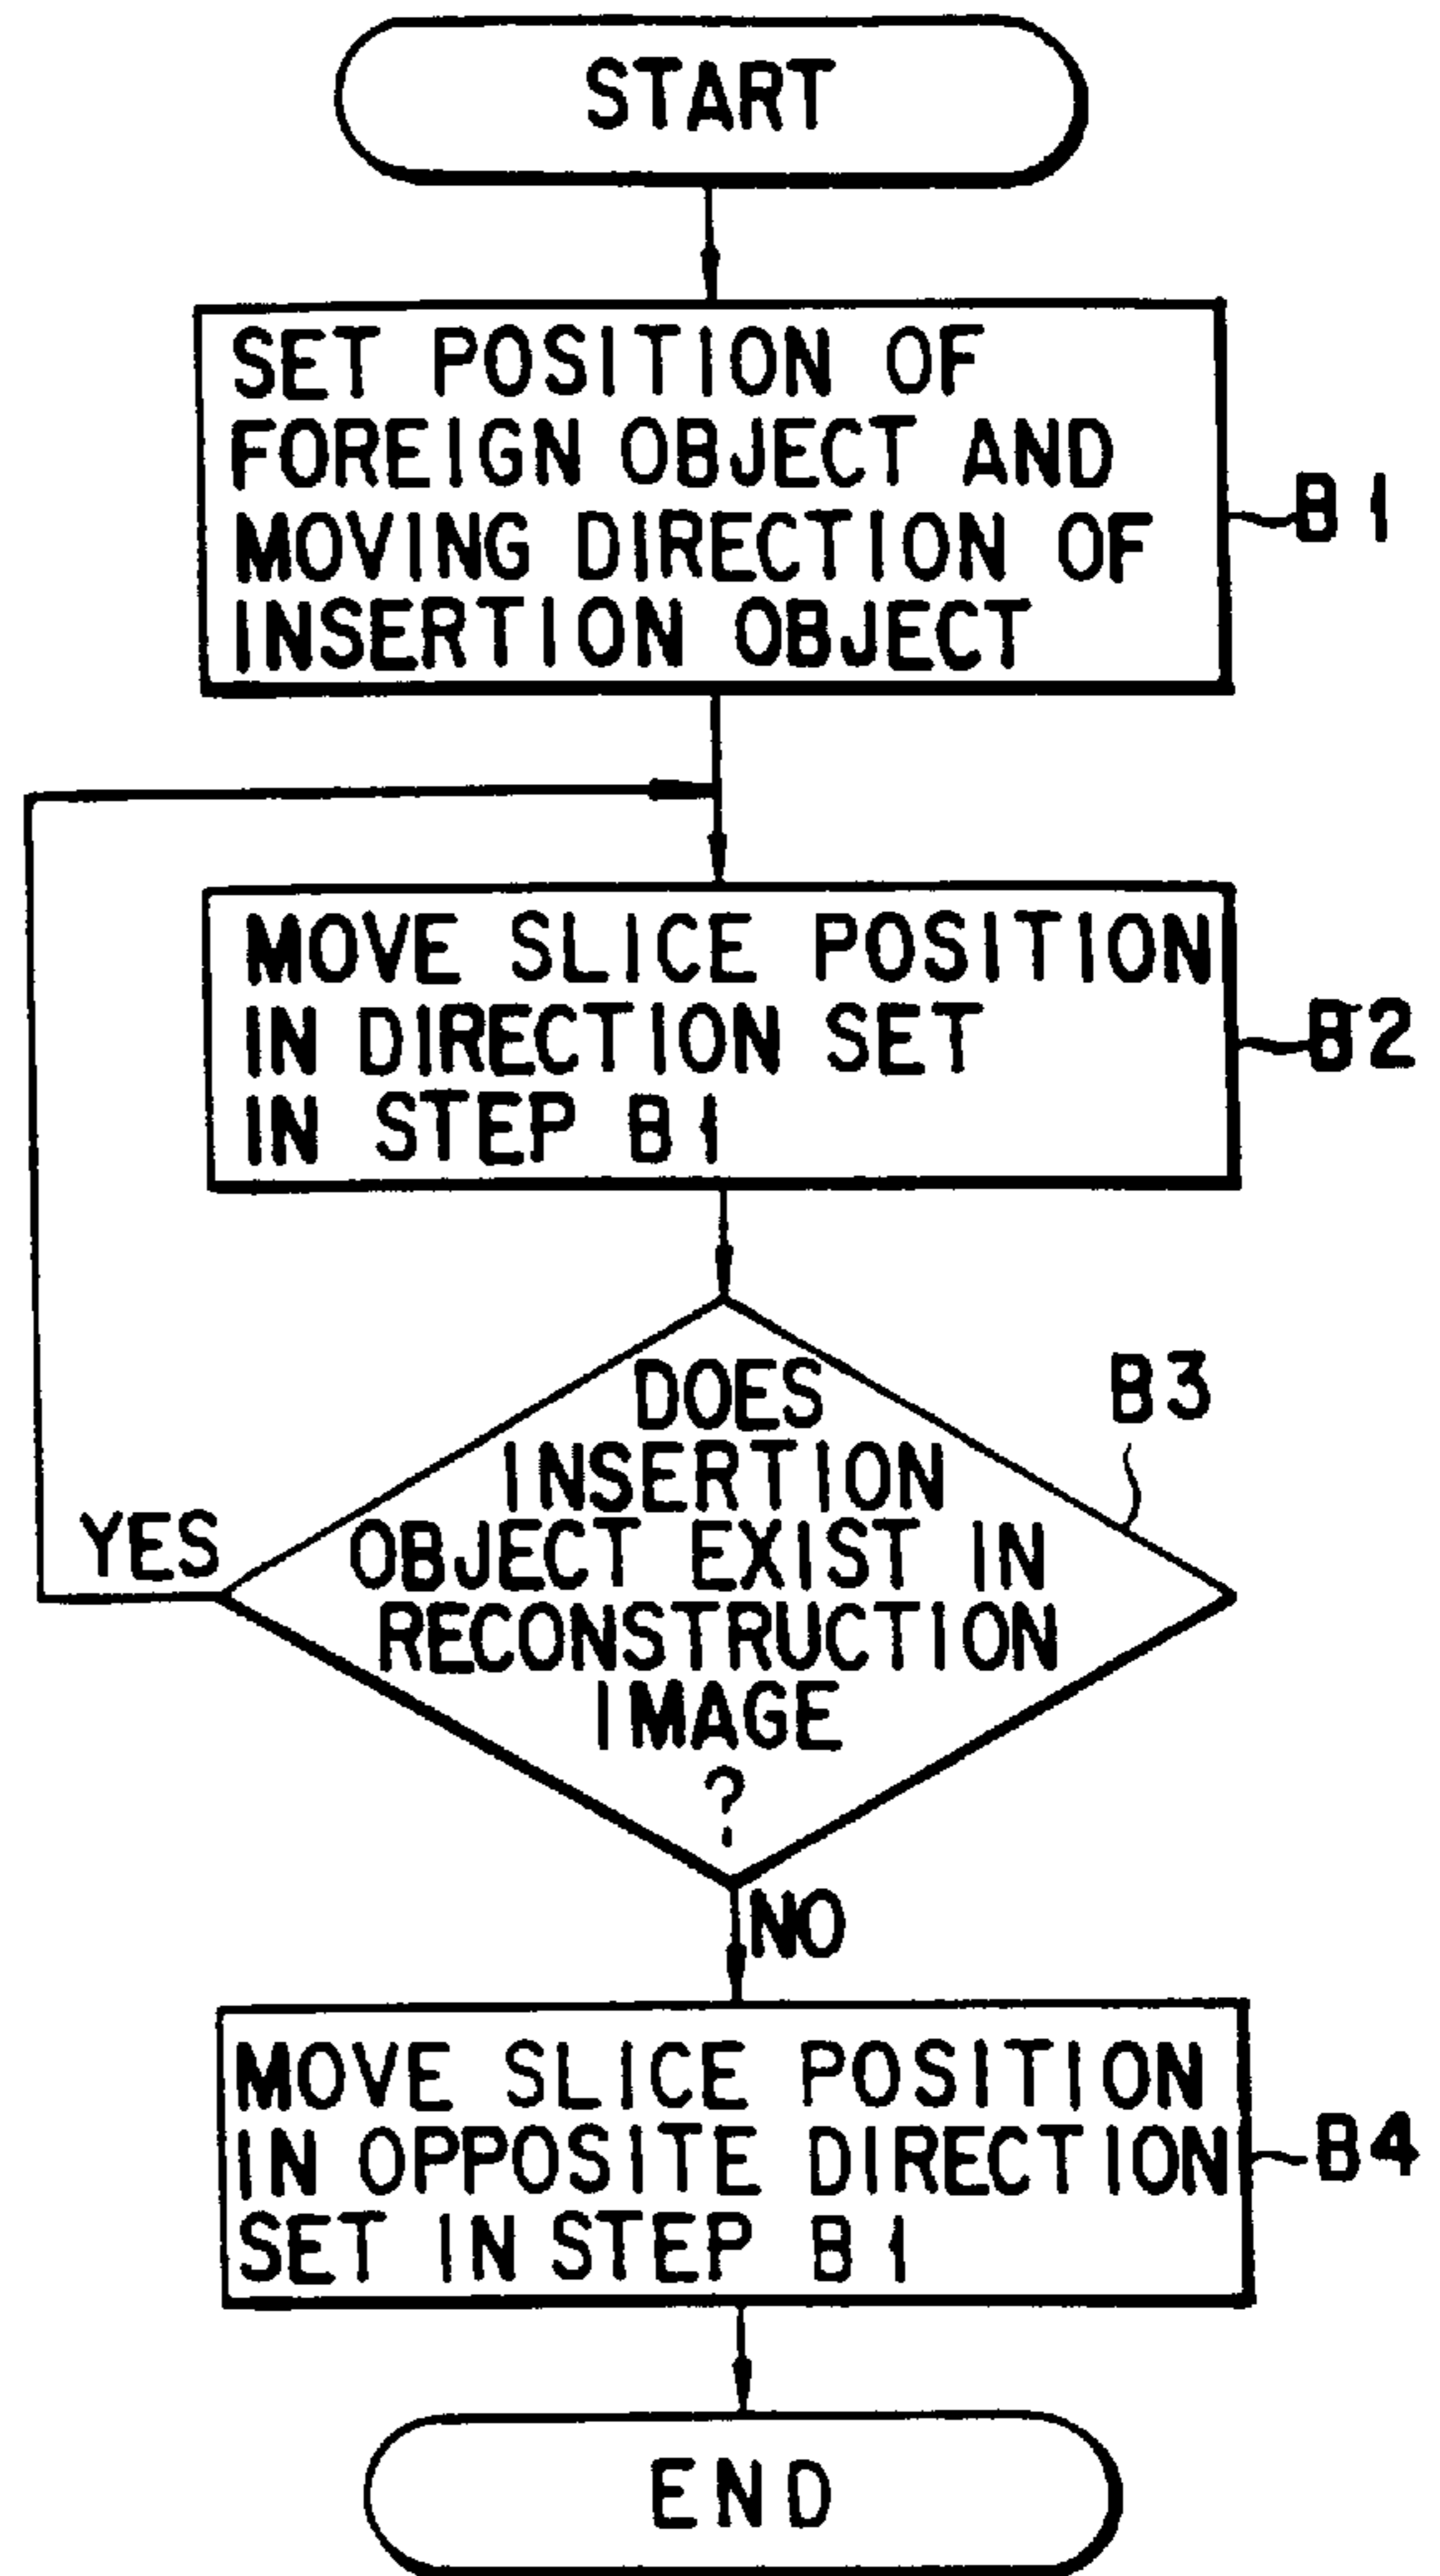 START
SET POSITION OF
FOREIGN OBJECT AND
MOVING DIRECTION OF
INSERTION OBJECT
B1
MOVE SLICE POSITION
IN DIRECTION SET
IN STEP B1
B2
DOES
INSERTION
OBJECT EXIST IN
RECONSTRUCTION
IMAGE
?
B3
YES
NO
MOVE SLICE POSITION
IN OPPOSITE DIRECTION
SET IN STEP B1
B4
END